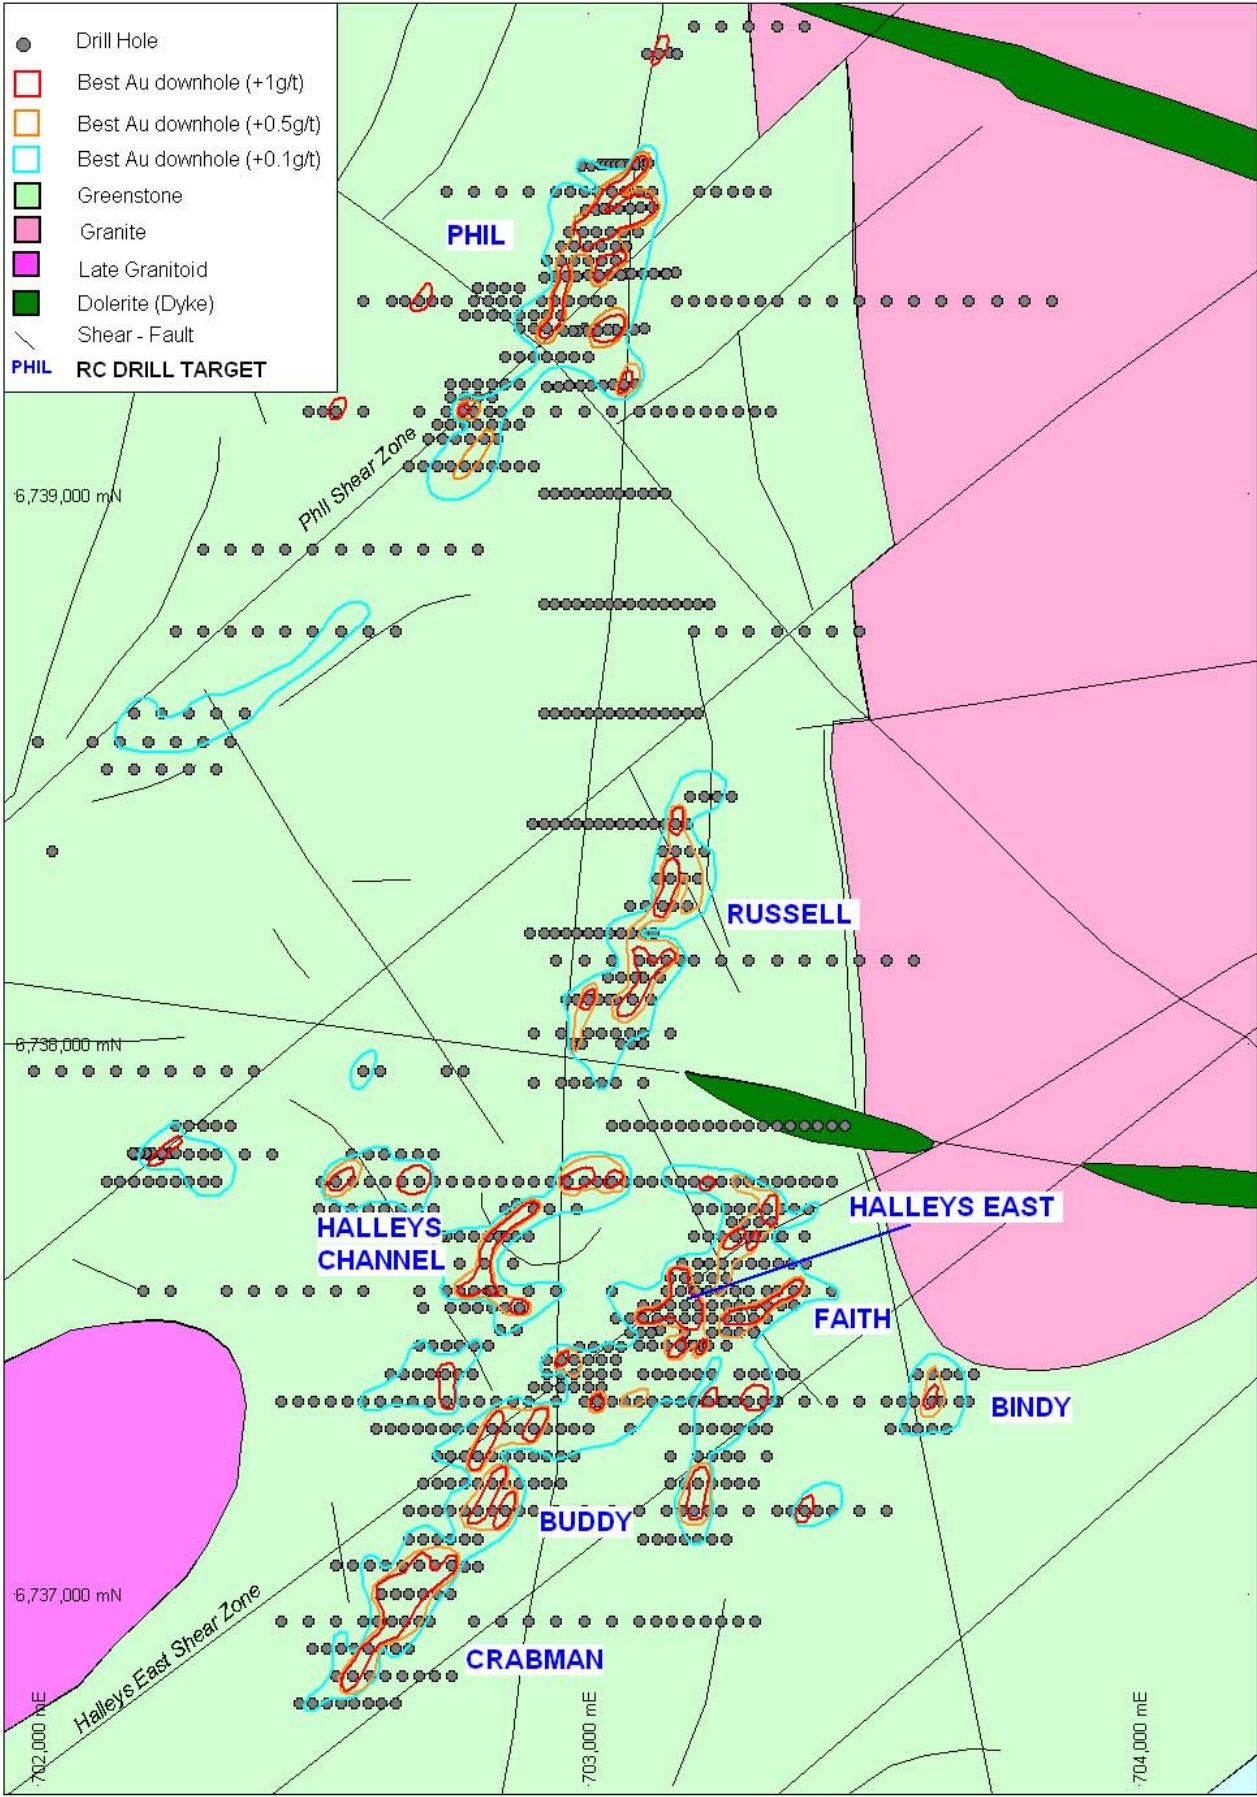 Drill Hole
Best Au downhole (+1g/t)
Best Au downhole (+0.5g/t)
Best Au downhole (+0.1g/t)
Greenstone
Granite
Late Granitoid
Dolerite (Dyke)
Shear - Fault
PHIL RC DRILL TARGET
PHIL
Phil Shear Zone
6,739,000 mN
RUSSELL
6,738,000 mN
HALLEYS EAST
HALLEYS
CHANNEL
FAITH
BINDY
BUDDY
6,737,000 mN
Halleys East Shear Zone
CRABMAN
702,000 mE
703,000 mE
704,000 mE